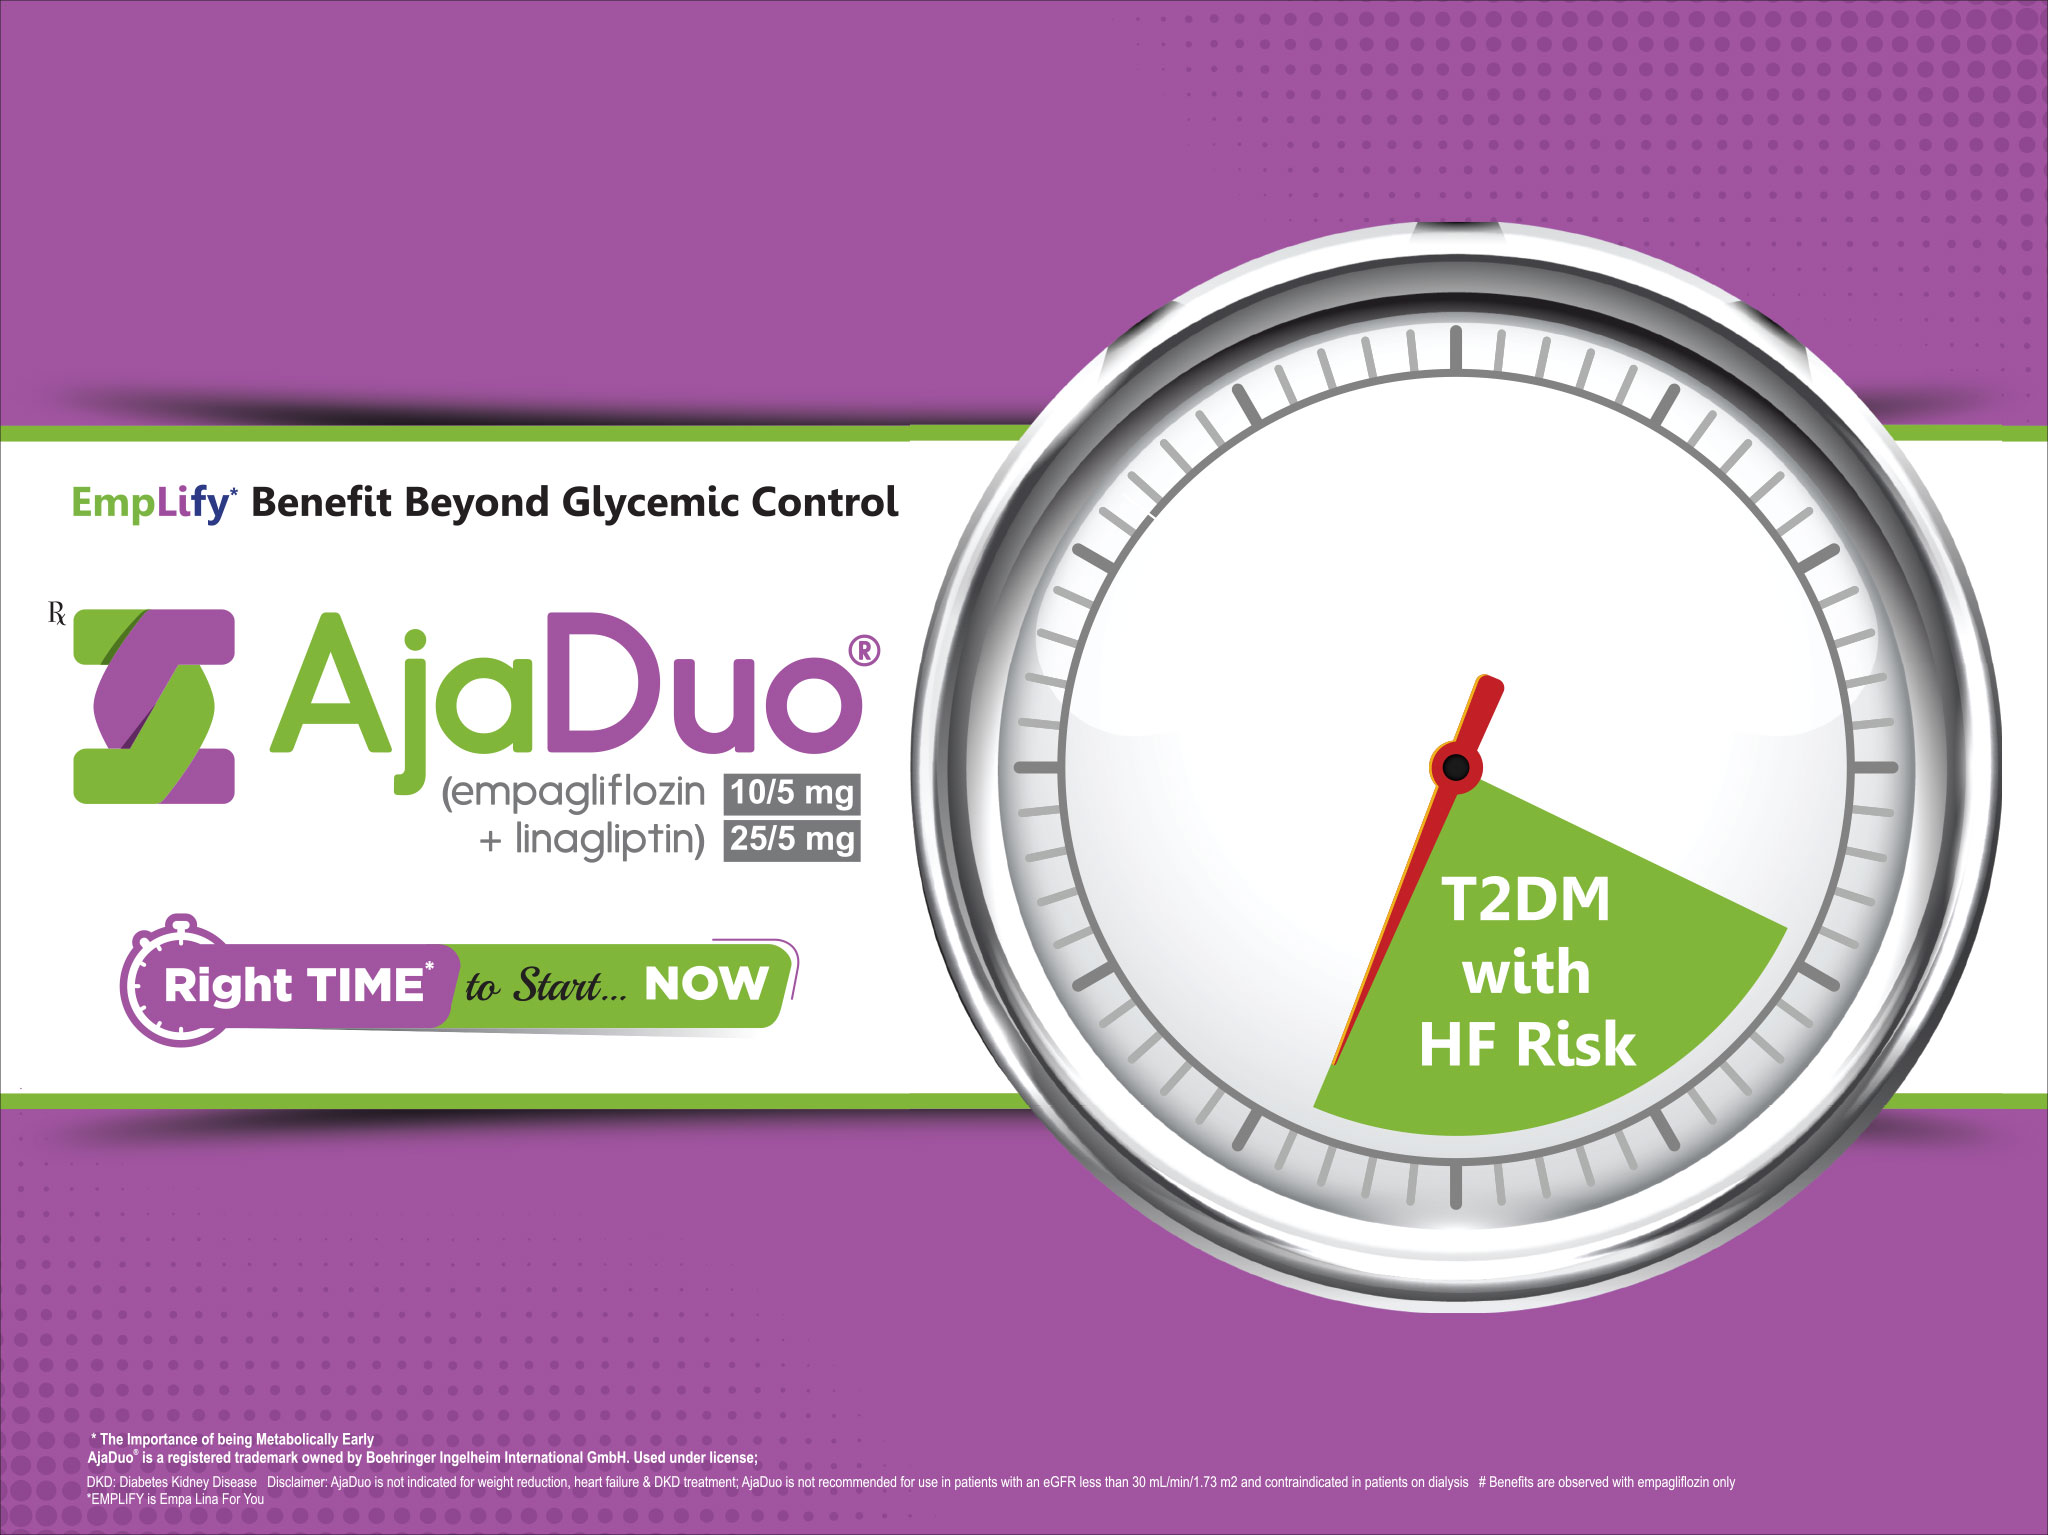 EmpLify* Benefit Beyond Glycemic Control
Rx
AjaDuo®
(empagliflozin 10/5 mg
+ linagliptin) 25/5 mg
Right TIME* to Start... NOW
T2DM
with
HF Risk
* The Importance of being Metabolically Early
AjaDuo® is a registered trademark owned by Boehringer Ingelheim International GmbH. Used under license;
DKD: Diabetes Kidney Disease Disclaimer: AjaDuo is not indicated for weight reduction, heart failure & DKD treatment; AjaDuo is not recommended for use in patients with an eGFR less than 30 mL/min/1.73 m2 and contraindicated in patients on dialysis # Benefits are observed with empagliflozin only
*EMPLIFY is Empa Lina For You